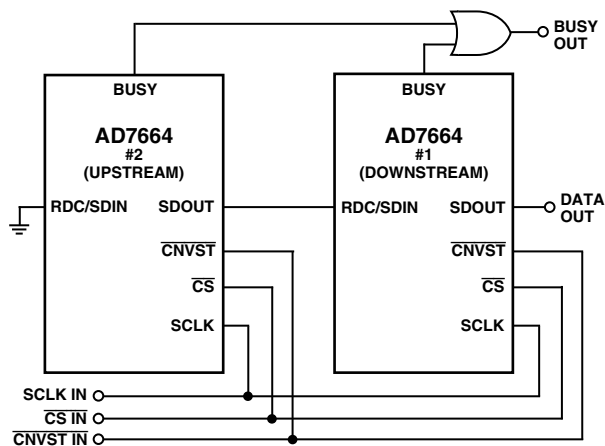 BUSY
OUT
BUSY
AD7664
#2
(UPSTREAM)
RDC/SDIN SDOUT
CNVST
CS
SCLK
BUSY
AD7664
#1
(DOWNSTREAM)
RDC/SDIN SDOUT
CNVST
CS
SCLK
DATA
OUT
SCLK IN
CS IN
CNVST IN